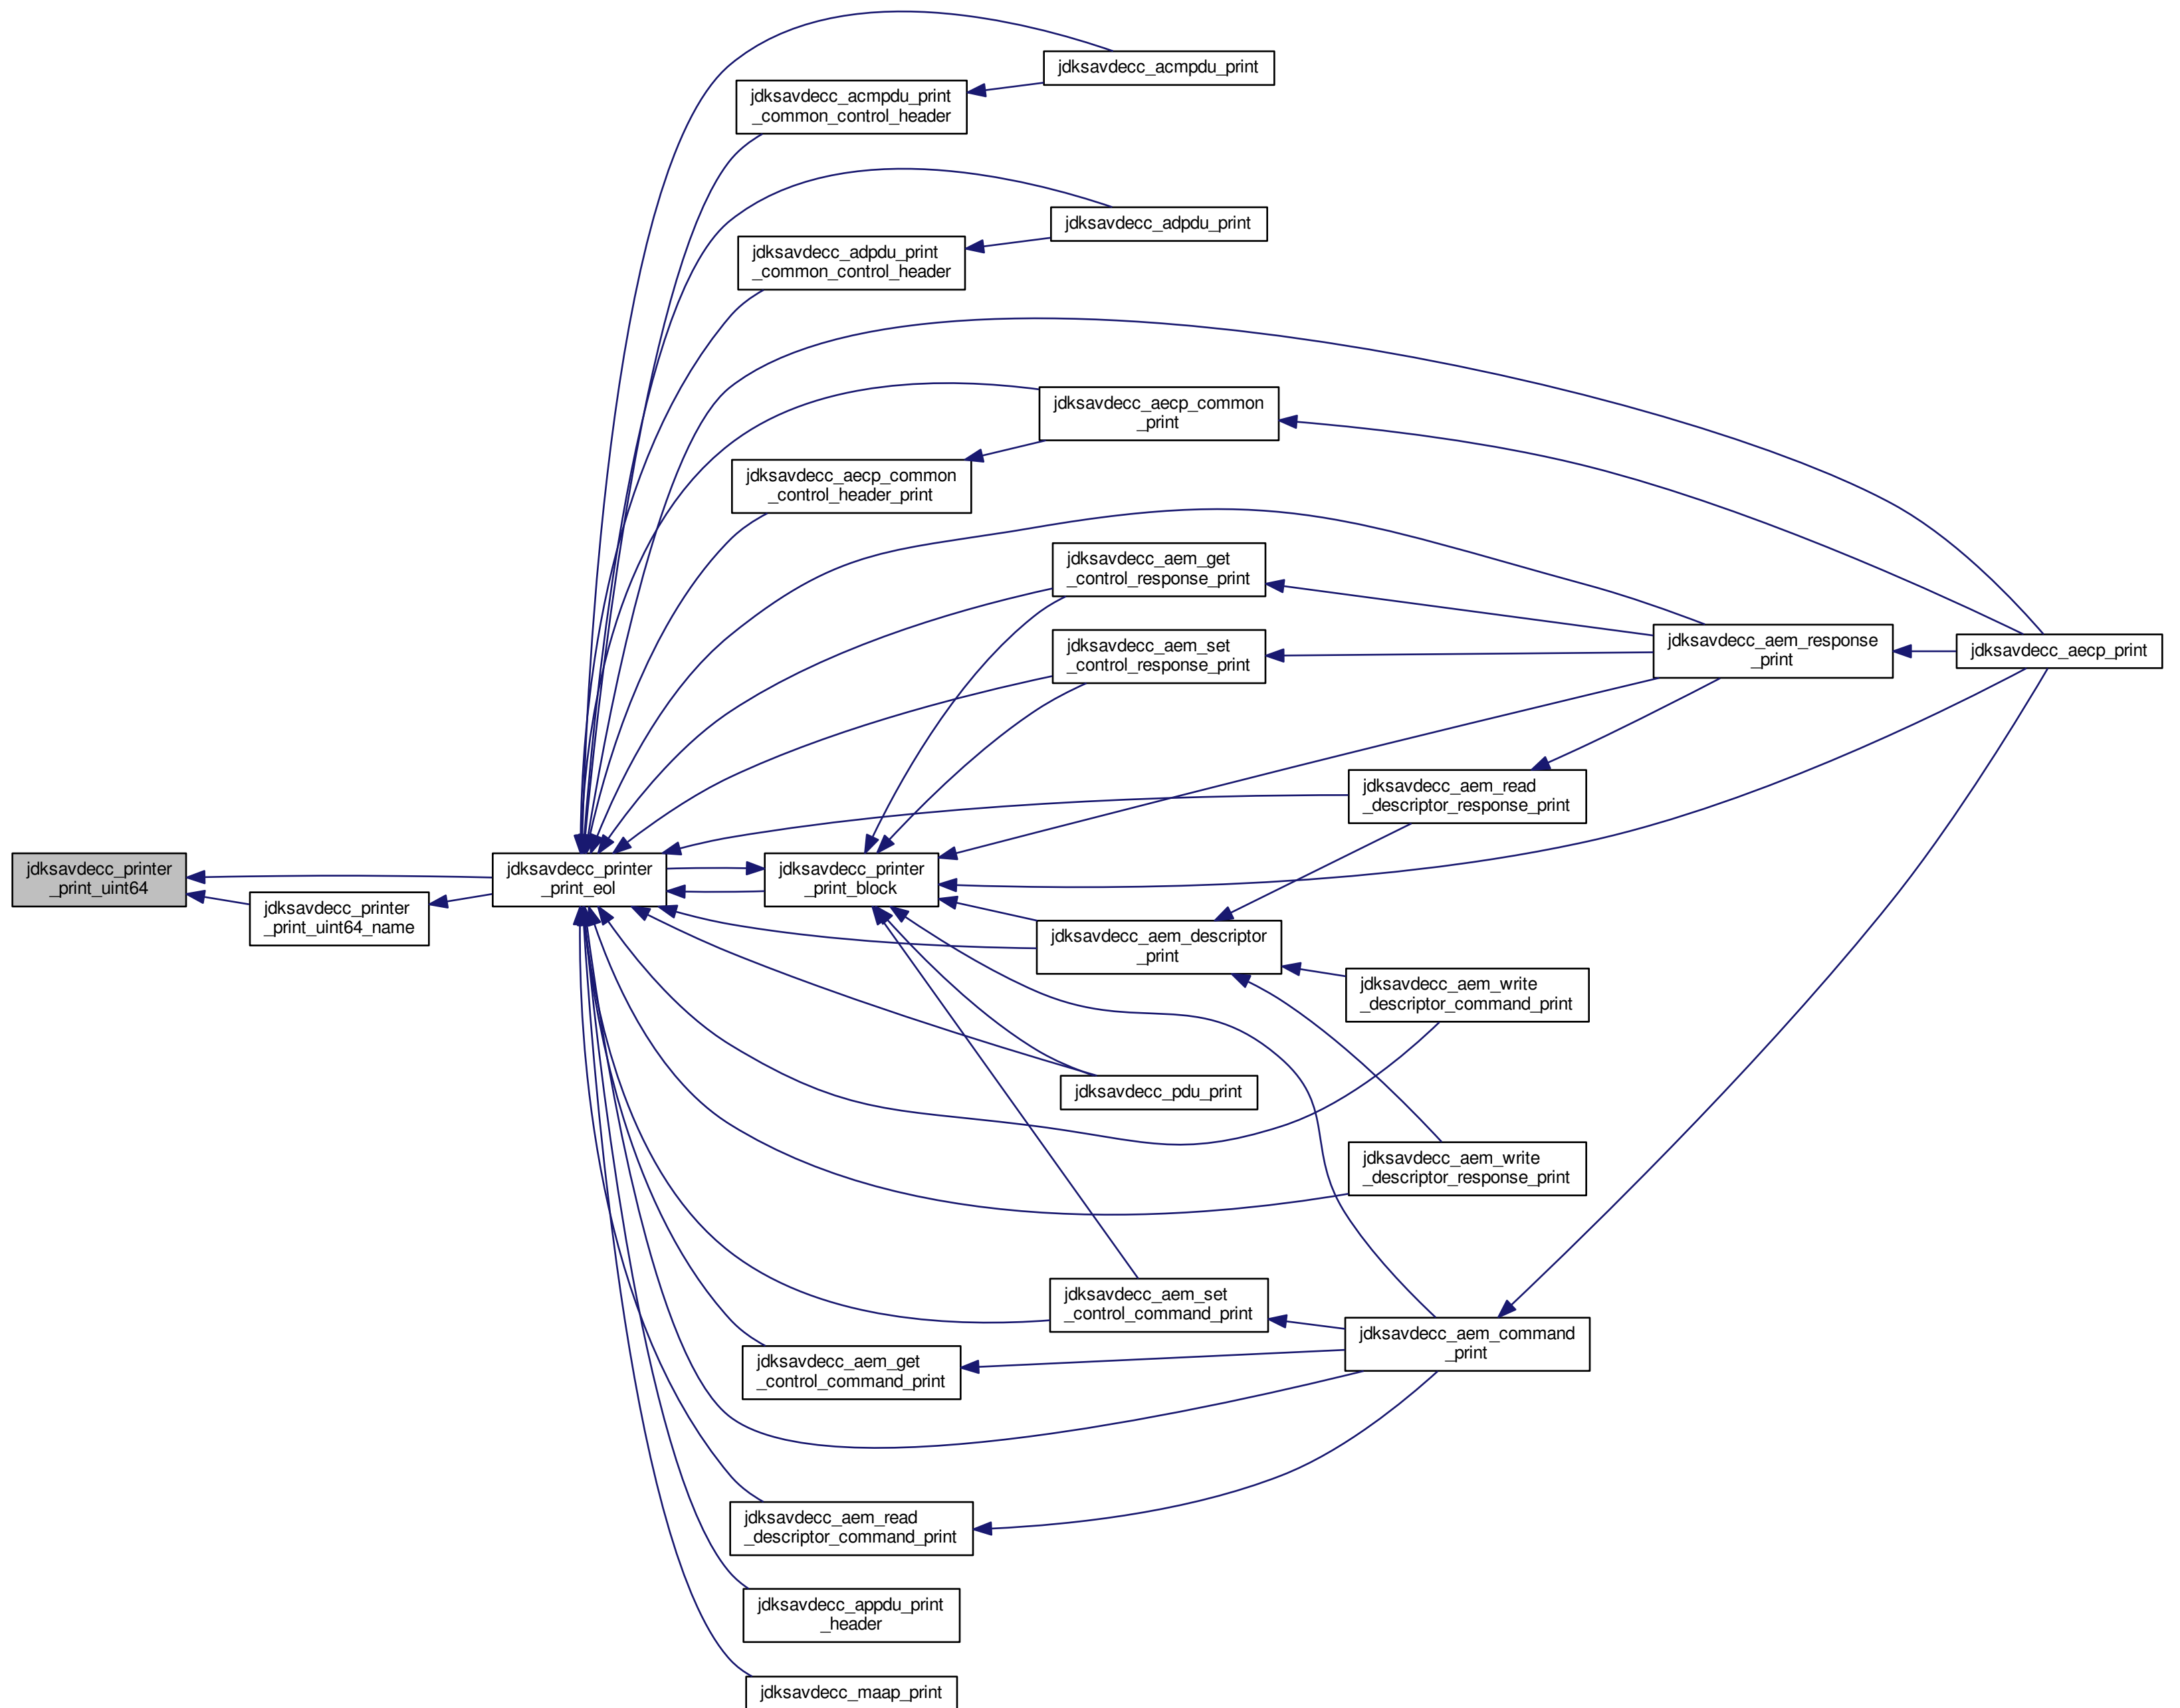 jdksavdecc_acmpdu_print
jdksavdecc_acmpdu_print
_common_control_header
jdksavdecc_adpdu_print
jdksavdecc_adpdu_print
_common_control_header
jdksavdecc_aecp_common
_print
jdksavdecc_aecp_common
_control_header_print
jdksavdecc_aem_get
_control_response_print
jdksavdecc_aem_set
_control_response_print
jdksavdecc_aem_response
_print
jdksavdecc_aecp_print
jdksavdecc_aem_read
_descriptor_response_print
jdksavdecc_printer
_print_uint64
jdksavdecc_printer
_print_uint64_name
jdksavdecc_printer
_print_eol
jdksavdecc_printer
_print_block
jdksavdecc_aem_descriptor
_print
jdksavdecc_aem_write
_descriptor_command_print
jdksavdecc_pdu_print
jdksavdecc_aem_write
_descriptor_response_print
jdksavdecc_aem_set
_control_command_print
jdksavdecc_aem_command
_print
jdksavdecc_aem_get
_control_command_print
jdksavdecc_aem_read
_descriptor_command_print
jdksavdecc_appdu_print
_header
jdksavdecc_maap_print